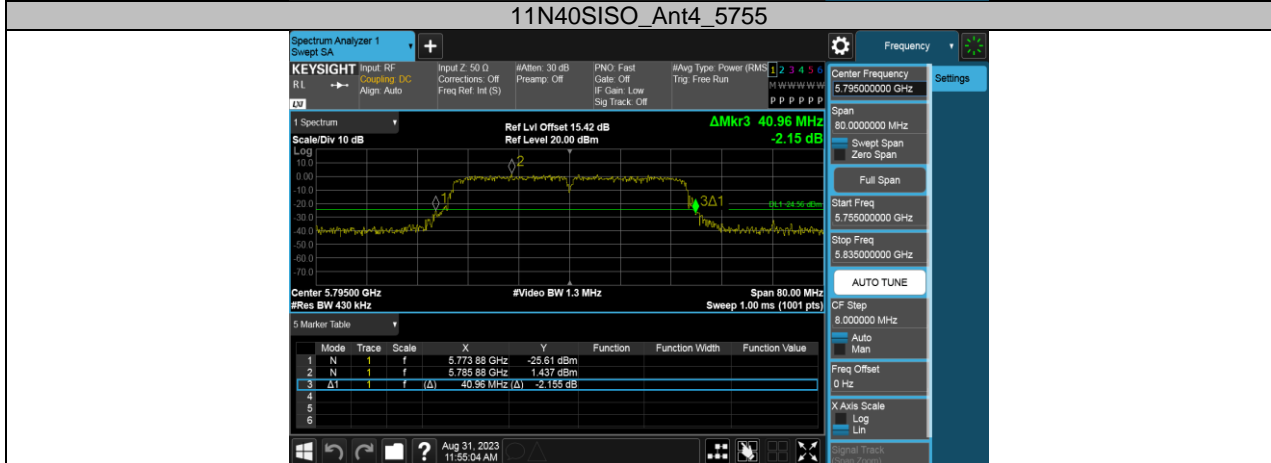 11N40SISO_Ant4_5755
Spectrum Analyzer 1
Swept SA
+
Frequency
KEYSIGHT
RL
LXI
Input: RF
Coupling: DC
Align: Auto
Input Z: 50 Ω
Corrections: Off
Freq Ref: Int (S)
#Atten: 30 dB
Preamp: Off
PNO: Fast
Gate: Off
IF Gain: Low
Sig Track: Off
#Avg Type: Power (RMS
Trig: Free Run
1 2 3 4 5 6
M W W W W W
P P P P P P
Center Frequency
5.795000000 GHz
Settings
Span
80.0000000 MHz
Swept Span
Zero Span
Full Span
Start Freq
5.755000000 GHz
Stop Freq
5.835000000 GHz
AUTO TUNE
CF Step
8.000000 MHz
Auto
Man
Freq Offset
0 Hz
X Axis Scale
Log
Lin
Signal Track
(Span Zoom)
1 Spectrum
Scale/Div 10 dB
Ref Lvl Offset 15.42 dB
Ref Level 20.00 dBm
ΔMkr3 40.96 MHz
-2.15 dB
Log
10.0
0.00
-10.0
-20.0
-30.0
-40.0
-50.0
-60.0
-70.0
1
2
3Δ1
DL1 -24.56 dBm
Center 5.79500 GHz
#Video BW 1.3 MHz
Span 80.00 MHz
#Res BW 430 kHz
Sweep 1.00 ms (1001 pts)
5 Marker Table
Mode Trace Scale X Y Function Function Width Function Value
1 N 1 f 5.773 88 GHz -25.61 dBm
2 N 1 f 5.785 88 GHz 1.437 dBm
3 Δ1 1 f (Δ) 40.96 MHz (Δ) -2.155 dB
4
5
6
?
Aug 31, 2023
11:55:04 AM